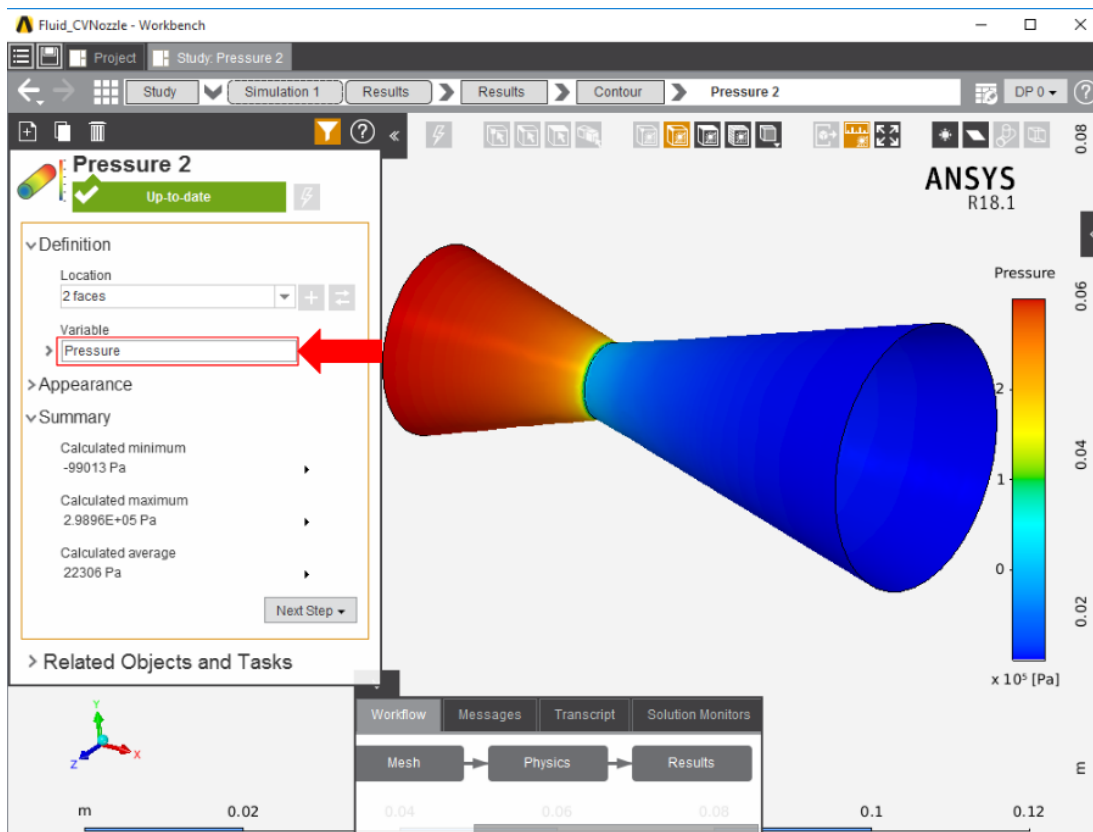 Fluid_CVNozzle - Workbench
Project
Study: Pressure 2
Study
Simulation 1
Results
Results
Contour
Pressure 2
DP 0
Pressure 2
Up-to-date
Definition
Location
2 faces
Variable
Pressure
Appearance
Summary
Calculated minimum
-99013 Pa
Calculated maximum
2.9896E+05 Pa
Calculated average
22306 Pa
Next Step
Related Objects and Tasks
ANSYS
R18.1
Pressure
2
1
0
x 10⁵ [Pa]
0.08
0.06
0.04
0.02
m
Workflow
Messages
Transcript
Solution Monitors
Mesh
Physics
Results
Y
X
Z
m
0.02
0.04
0.06
0.08
0.1
0.12